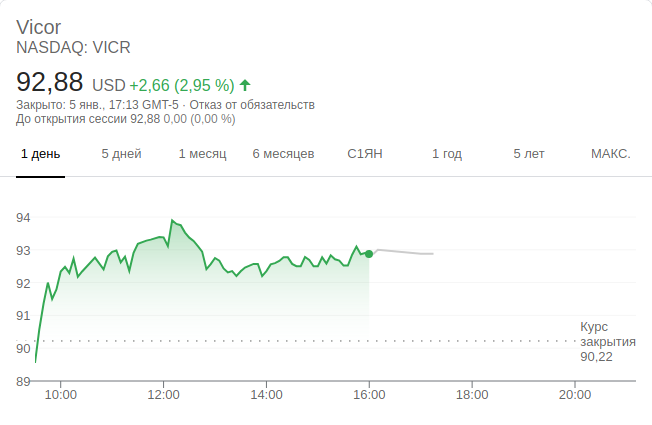 Vicor
NASDAQ: VICR
92,88 USD +2,66 (2,95 %)
Закрыто: 5 янв., 17:13 GMT-5 · Отказ от обязательств
До открытия сессии 92,88 0,00 (0,00 %)
1 день 5 дней 1 месяц 6 месяцев С1ЯН 1 год 5 лет МАКС.
94
93
92
91
90
89
Курс
закрытия
90,22
10:00 12:00 14:00 16:00 18:00 20:00